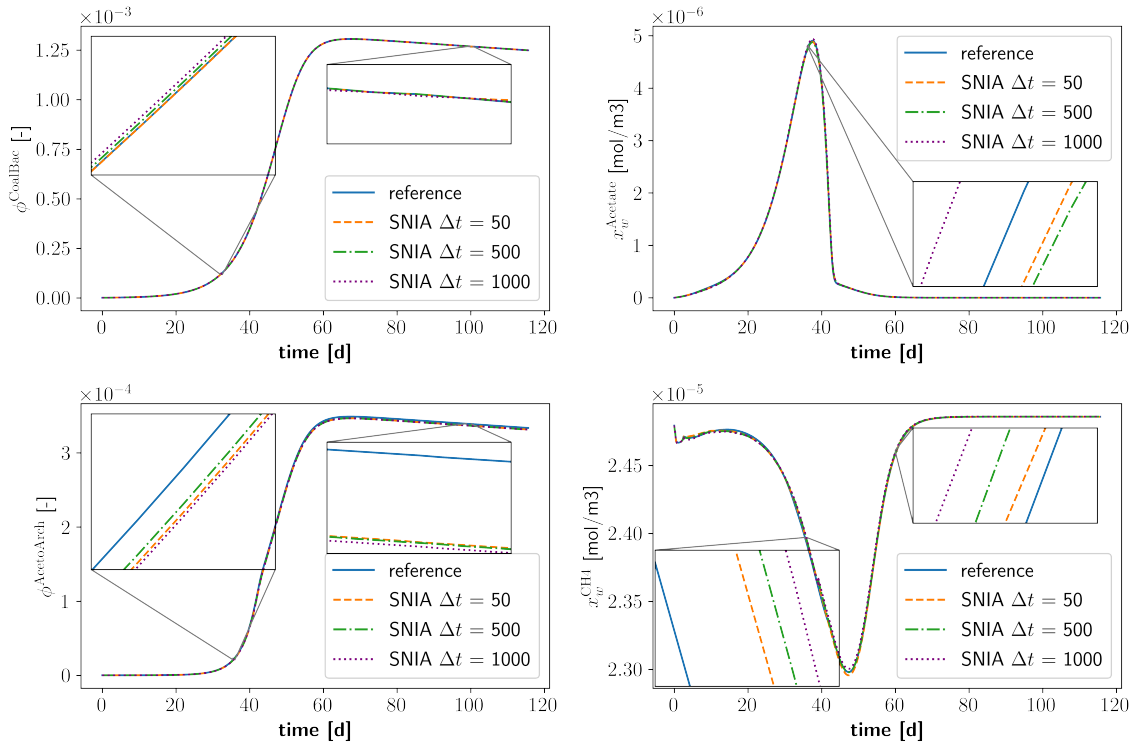 ×10⁻³
1.25
1.00
0.75
0.50
0.25
0.00
ϕ^CoalBac [-]
reference
SNIA Δt = 50
SNIA Δt = 500
SNIA Δt = 1000
0 20 40 60 80 100 120
time [d]
×10⁻⁶
5
4
3
2
1
0
x_w^Acetate [mol/m3]
reference
SNIA Δt = 50
SNIA Δt = 500
SNIA Δt = 1000
0 20 40 60 80 100 120
time [d]
×10⁻⁴
3
2
1
0
ϕ^AcetoArch [-]
reference
SNIA Δt = 50
SNIA Δt = 500
SNIA Δt = 1000
0 20 40 60 80 100 120
time [d]
×10⁻⁵
2.45
2.40
2.35
2.30
x_w^CH4 [mol/m3]
reference
SNIA Δt = 50
SNIA Δt = 500
SNIA Δt = 1000
0 20 40 60 80 100 120
time [d]